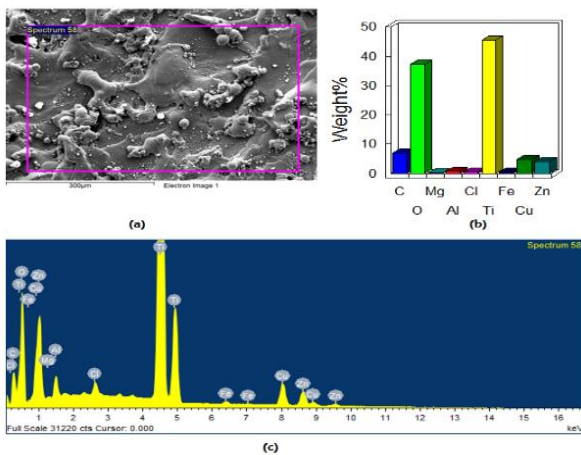 Spectrum 58
300µm Electron Image 1
(a)
Weight%
50
40
30
20
10
0
C Mg Cl Fe Zn
O Al Ti Cu
(b)
Spectrum 58
Ti
O Zn
Ti Cu
Fe
C
Cl
Mg
Al
Cl
Ti
Fe
Fe
Cu
Zn
Cu
Zn
1 2 3 4 5 6 7 8 9 10 11 12 13 14 15 16
Full Scale 31220 cts Cursor: 0.000 keV
(c)